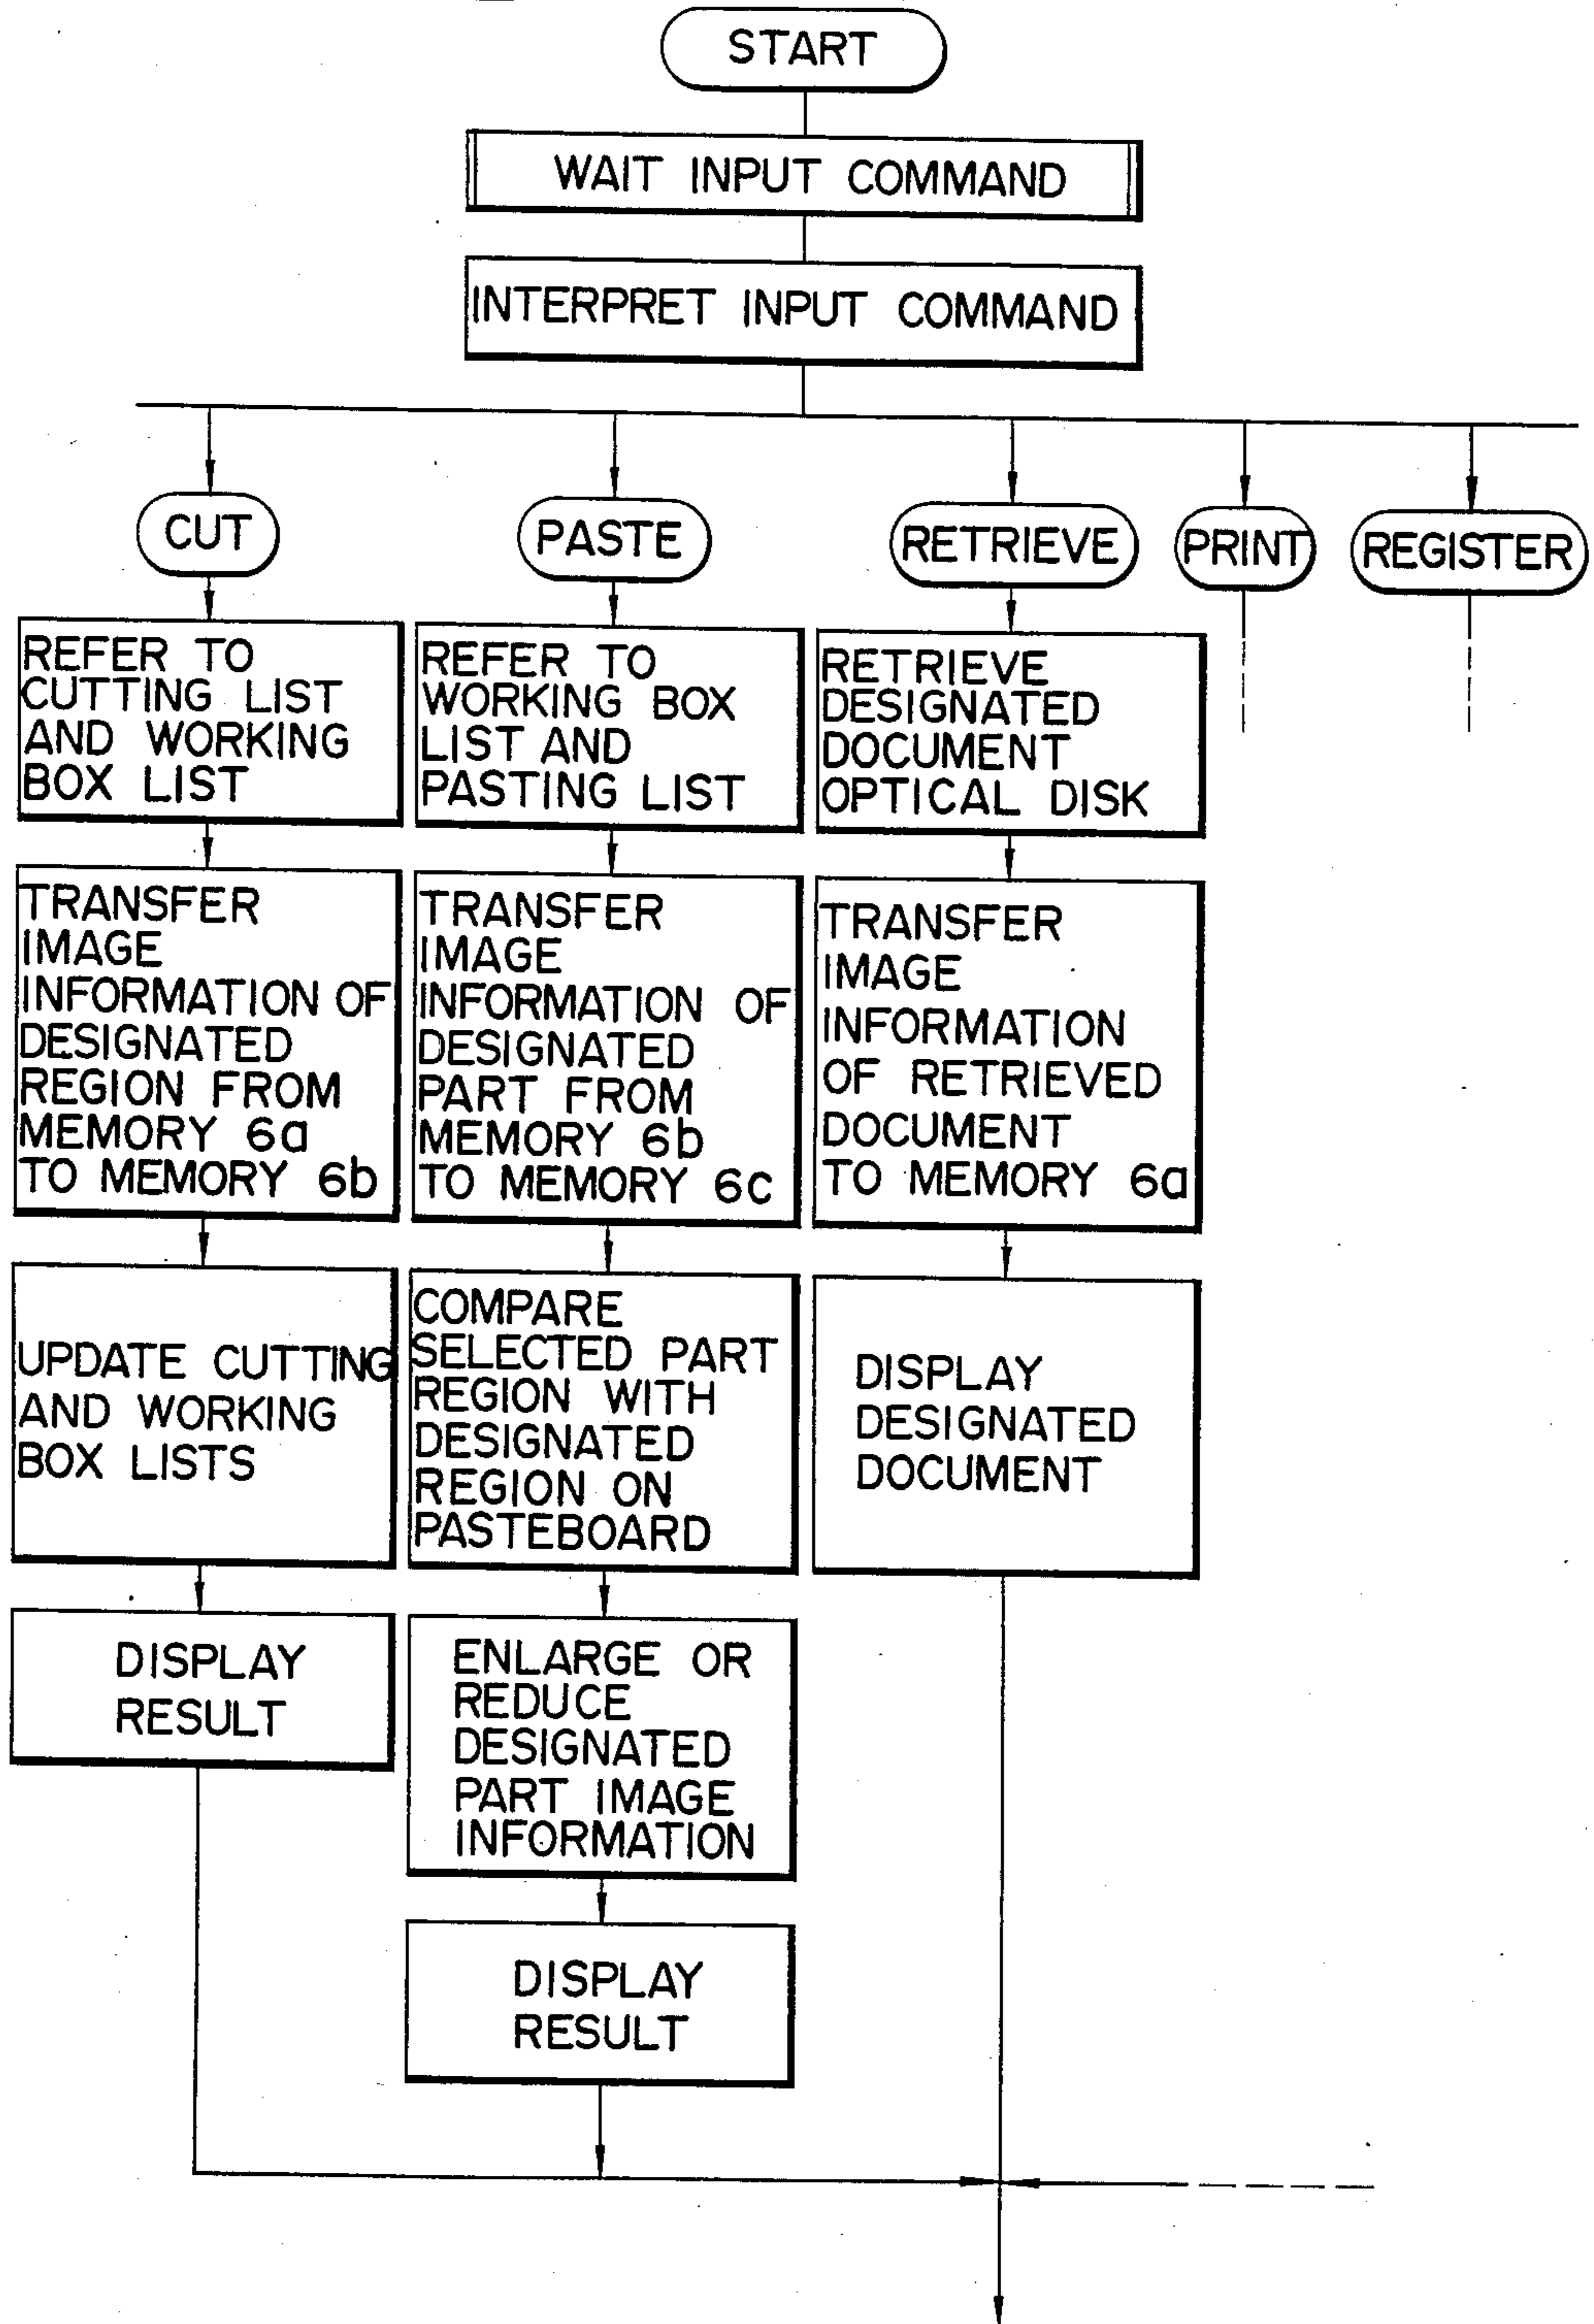 START
WAIT INPUT COMMAND
INTERPRET INPUT COMMAND
CUT
PASTE
RETRIEVE
PRINT
REGISTER
REFER TO
CUTTING LIST
AND WORKING
BOX LIST
REFER TO
WORKING BOX
LIST AND
PASTING LIST
RETRIEVE
DESIGNATED
DOCUMENT
OPTICAL DISK
TRANSFER
IMAGE
INFORMATION OF
DESIGNATED
REGION FROM
MEMORY 6a
TO MEMORY 6b
TRANSFER
IMAGE
INFORMATION OF
DESIGNATED
PART FROM
MEMORY 6b
TO MEMORY 6c
TRANSFER
IMAGE
INFORMATION
OF RETRIEVED
DOCUMENT
TO MEMORY 6a
UPDATE CUTTING
AND WORKING
BOX LISTS
COMPARE
SELECTED PART
REGION WITH
DESIGNATED
REGION ON
PASTEBOARD
DISPLAY
DESIGNATED
DOCUMENT
DISPLAY
RESULT
ENLARGE OR
REDUCE
DESIGNATED
PART IMAGE
INFORMATION
DISPLAY
RESULT